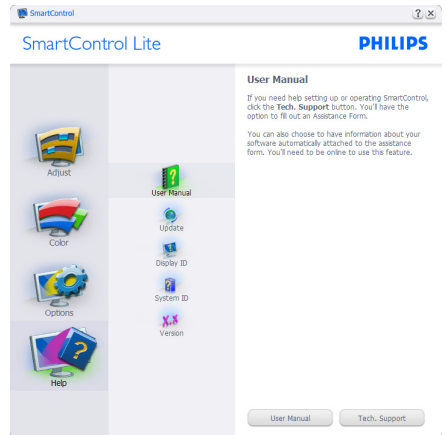 SmartControl
? X
SmartControl Lite
PHILIPS
Adjust
Color
Options
Help
User Manual
Update
Display ID
System ID
X.X
Version
User Manual
If you need help setting up or operating SmartControl,
click the Tech. Support button. You'll have the
option to fill out an Assistance Form.
You can also choose to have information about your
software automatically attached to the assistance
form. You'll need to be online to use this feature.
User Manual
Tech. Support